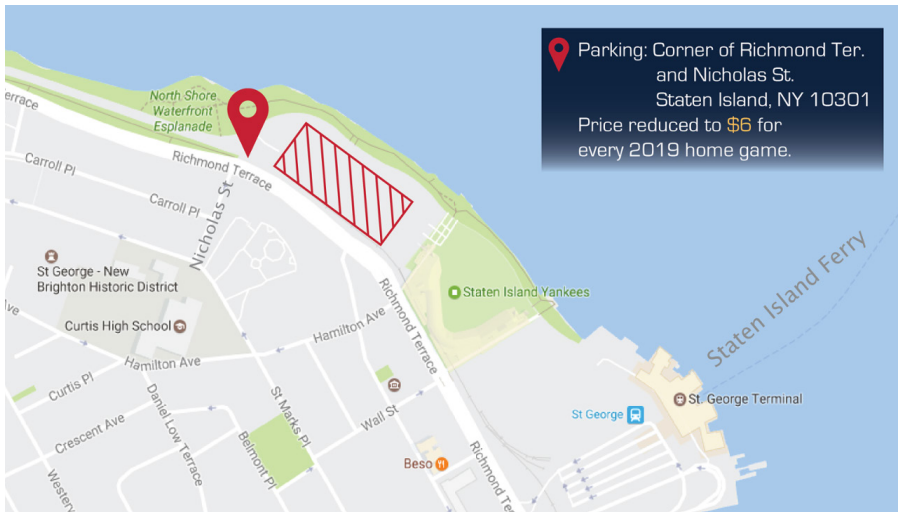 Parking: Corner of Richmond Ter.
and Nicholas St.
Staten Island, NY 10301
Price reduced to $6 for
every 2019 home game.
North Shore
Waterfront
Esplanade
errace
Richmond Terrace
Carroll Pl
Carroll Pl
Nicholas St
St George - New
Brighton Historic District
Curtis High School
Ave
Hamilton Ave
Hamilton Ave
Richmond Terrace
Staten Island Yankees
Staten Island Ferry
St. George Terminal
St George
Curtis Pl
Crescent Ave
Daniel Low Terrace
St Marks Pl
Belmont Pl
Wall St
Beso
Richmond Te
Western